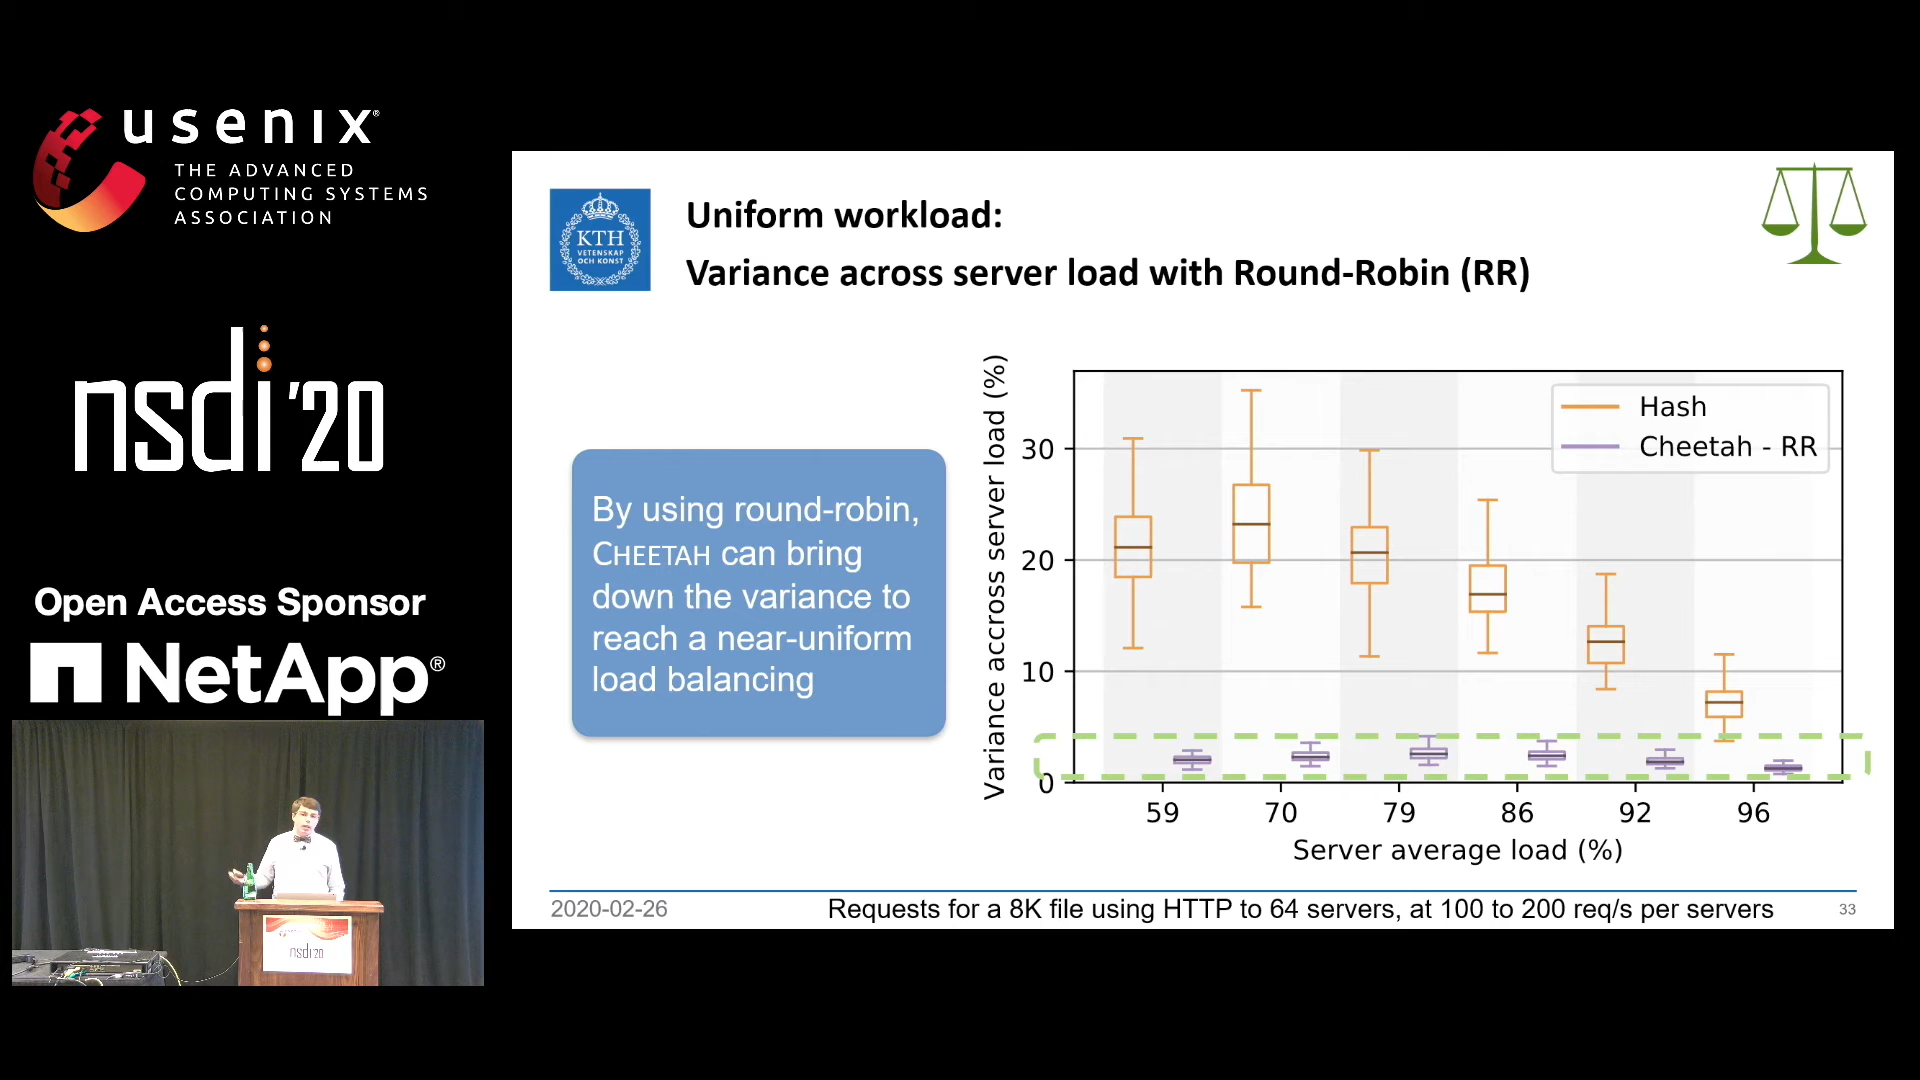 usenix®
THE ADVANCED
COMPUTING SYSTEMS
ASSOCIATION
nsdi '20
Open Access Sponsor
NetApp®
nsdi '20
KTH
VETENSKAP
OCH KONST
Uniform workload:
Variance across server load with Round-Robin (RR)
By using round-robin,
CHEETAH can bring
down the variance to
reach a near-uniform
load balancing
Variance accross server load (%)
30
20
10
0
Hash
Cheetah - RR
59 70 79 86 92 96
Server average load (%)
2020-02-26
Requests for a 8K file using HTTP to 64 servers, at 100 to 200 req/s per servers
33